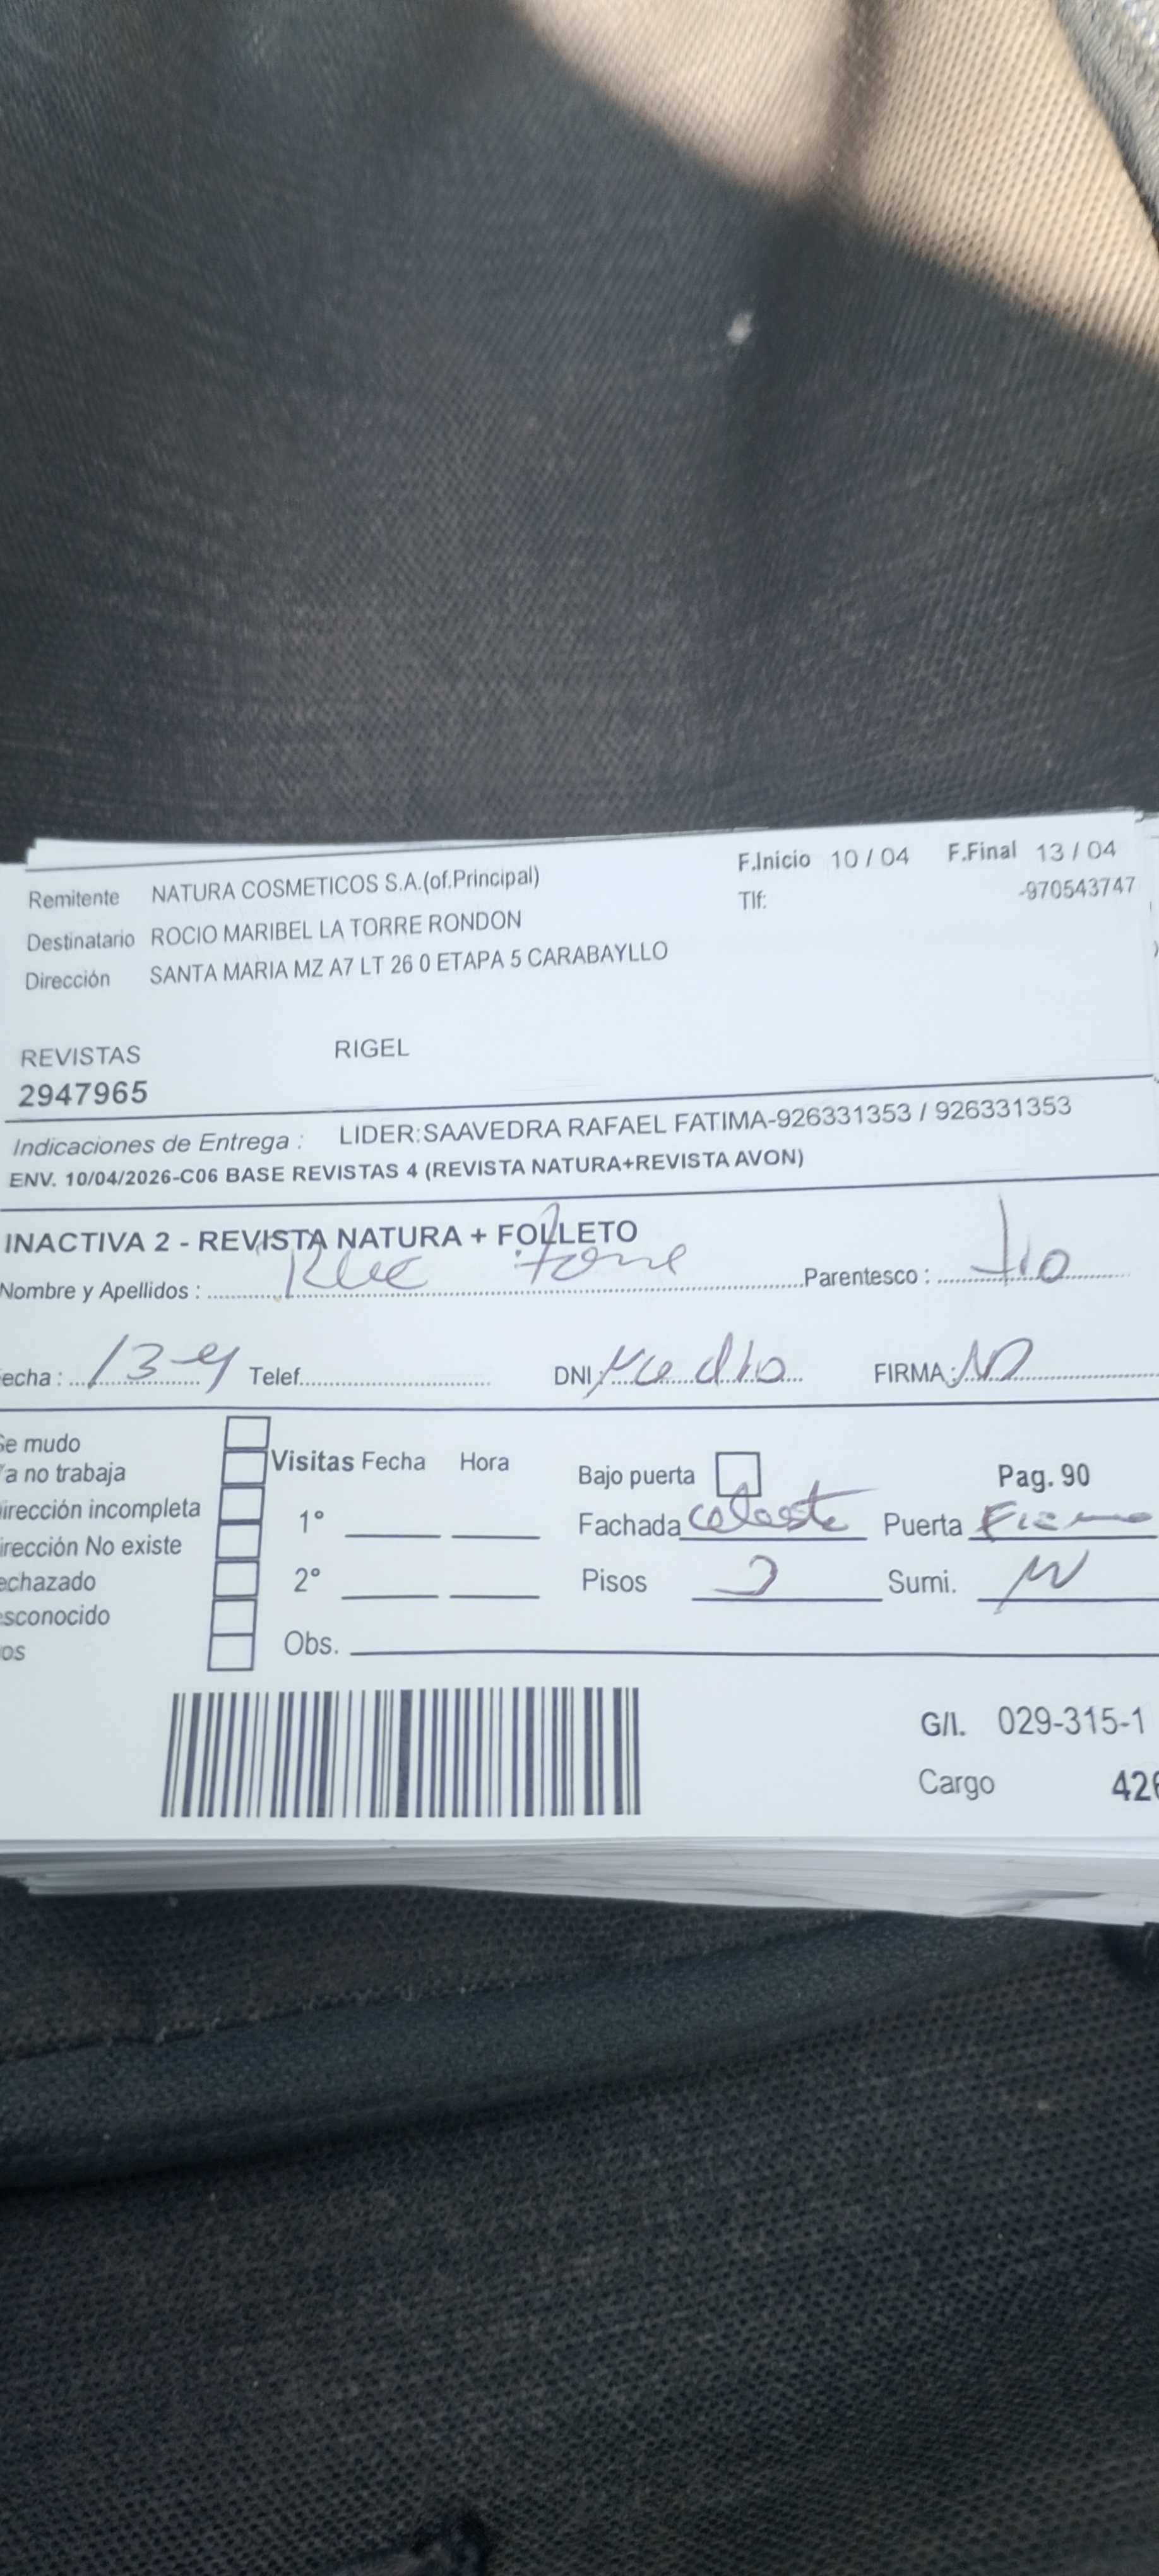 Remitente NATURA COSMETICOS S.A.(of.Principal) F.Inicio 10 / 04 F.Final 13 / 04
Destinatario ROCIO MARIBEL LA TORRE RONDON Tlf: -970543747
Dirección SANTA MARIA MZ A7 LT 26 0 ETAPA 5 CARABAYLLO
REVISTAS RIGEL
2947965
Indicaciones de Entrega : LIDER:SAAVEDRA RAFAEL FATIMA-926331353 / 926331353
ENV. 10/04/2026-C06 BASE REVISTAS 4 (REVISTA NATURA+REVISTA AVON)
INACTIVA 2 - REVISTA NATURA + FOLLETO
Nombre y Apellidos : Parentesco : tio
echa : 13-4 Telef. DNI: FIRMA:
Se mudo
Ya no trabaja Visitas Fecha Hora Bajo puerta Pag. 90
irección incompleta 1° Fachada celeste Puerta Fierro
irección No existe
echazado 2° Pisos Sumi.
esconocido
os Obs.
G/I. 029-315-1
Cargo 426